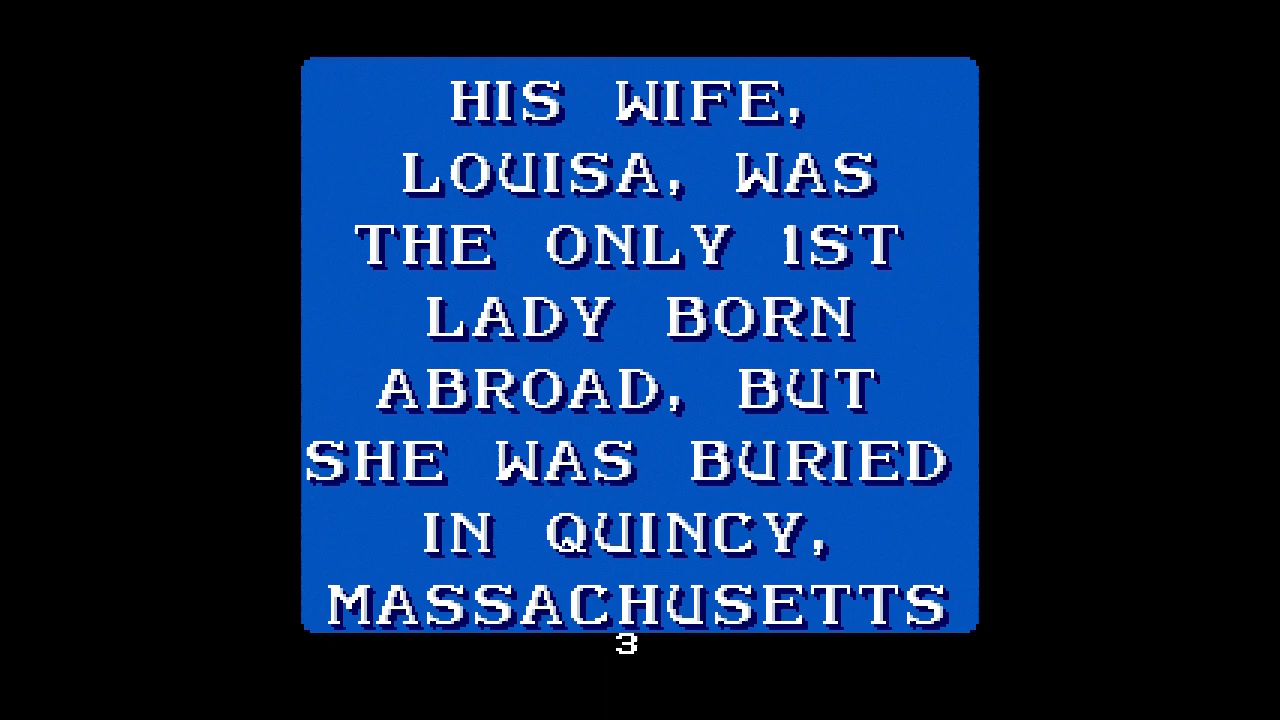 HIS WIFE,
LOUISA, WAS
THE ONLY 1ST
LADY BORN
ABROAD, BUT
SHE WAS BURIED
IN QUINCY,
MASSACHUSETTS
3